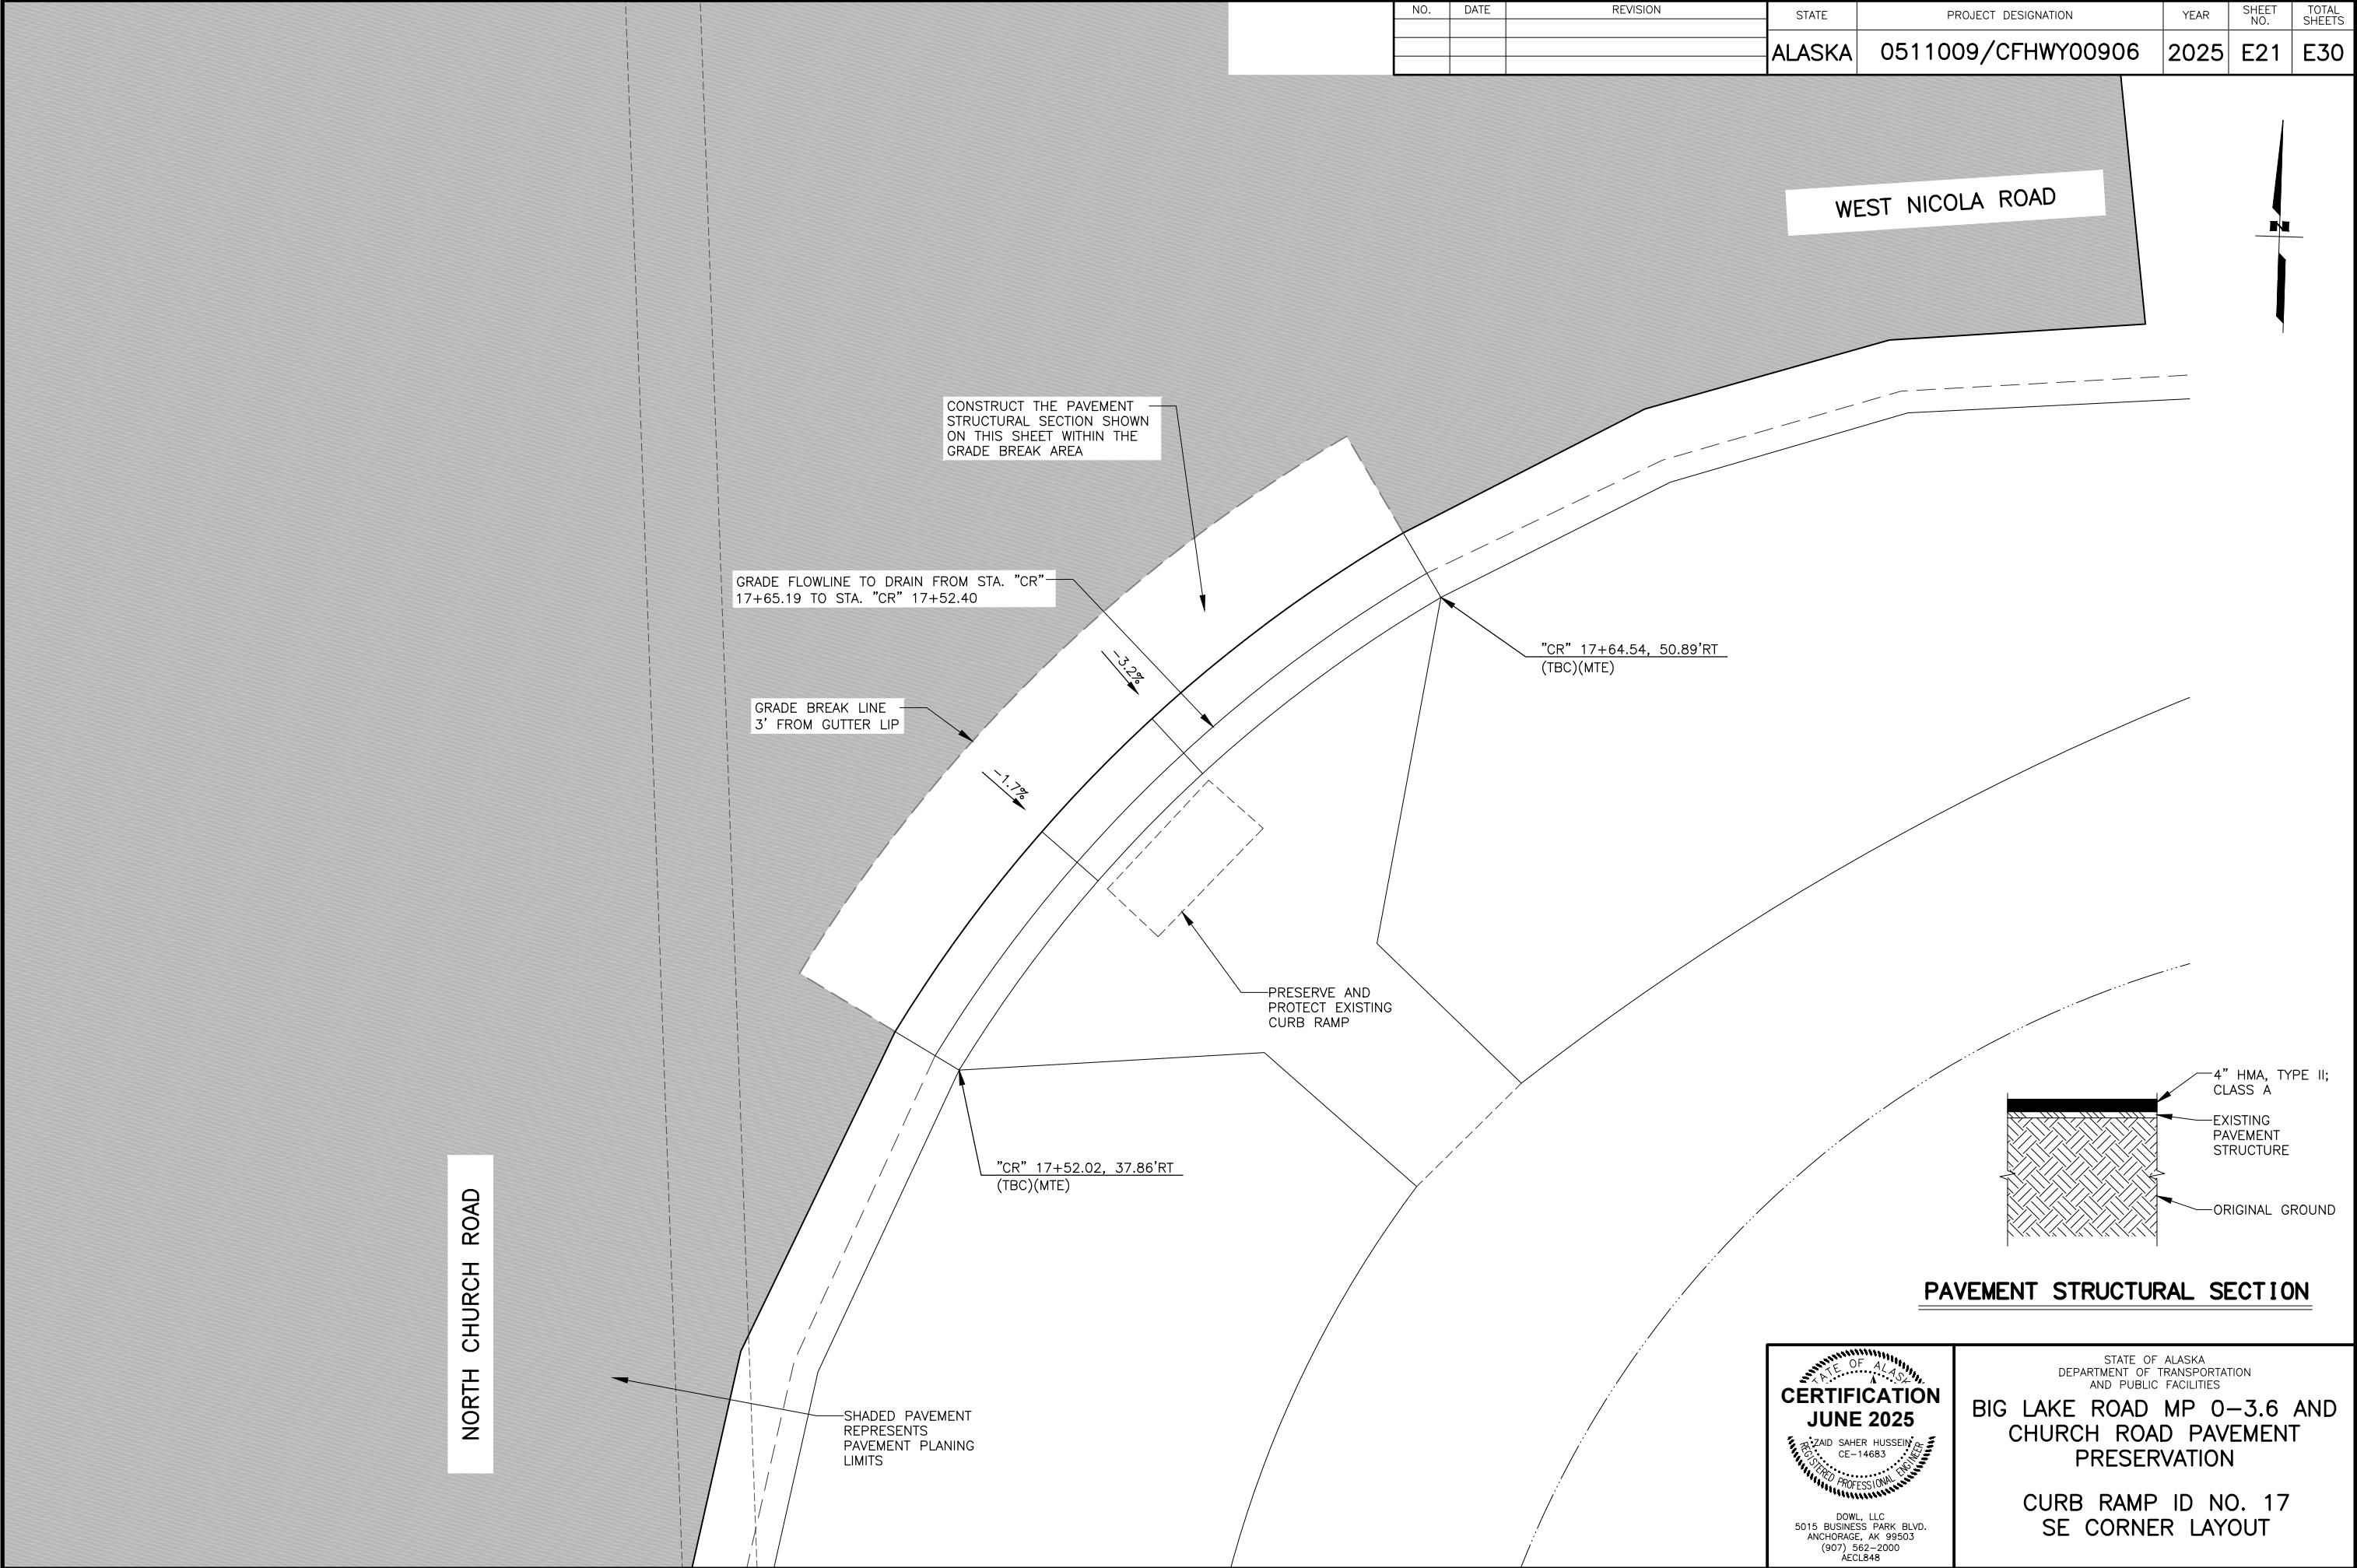 NO. DATE REVISION
STATE PROJECT DESIGNATION YEAR SHEET NO. TOTAL SHEETS
ALASKA 0511009/CFHWY00906 2025 E21 E30
WEST NICOLA ROAD
N
CONSTRUCT THE PAVEMENT
STRUCTURAL SECTION SHOWN
ON THIS SHEET WITHIN THE
GRADE BREAK AREA
GRADE FLOWLINE TO DRAIN FROM STA. "CR"
17+65.19 TO STA. "CR" 17+52.40
-3.2%
"CR" 17+64.54, 50.89'RT
(TBC)(MTE)
GRADE BREAK LINE
3' FROM GUTTER LIP
-1.7%
PRESERVE AND
PROTECT EXISTING
CURB RAMP
"CR" 17+52.02, 37.86'RT
(TBC)(MTE)
NORTH CHURCH ROAD
SHADED PAVEMENT
REPRESENTS
PAVEMENT PLANING
LIMITS
4" HMA, TYPE II;
CLASS A
EXISTING
PAVEMENT
STRUCTURE
ORIGINAL GROUND
PAVEMENT STRUCTURAL SECTION
CERTIFICATION
JUNE 2025
ZAID SAHER HUSSEIN
CE-14683
REGISTERED PROFESSIONAL ENGINEER
DOWL, LLC
5015 BUSINESS PARK BLVD.
ANCHORAGE, AK 99503
(907) 562-2000
AECL848
STATE OF ALASKA
DEPARTMENT OF TRANSPORTATION
AND PUBLIC FACILITIES
BIG LAKE ROAD MP 0-3.6 AND
CHURCH ROAD PAVEMENT
PRESERVATION
CURB RAMP ID NO. 17
SE CORNER LAYOUT